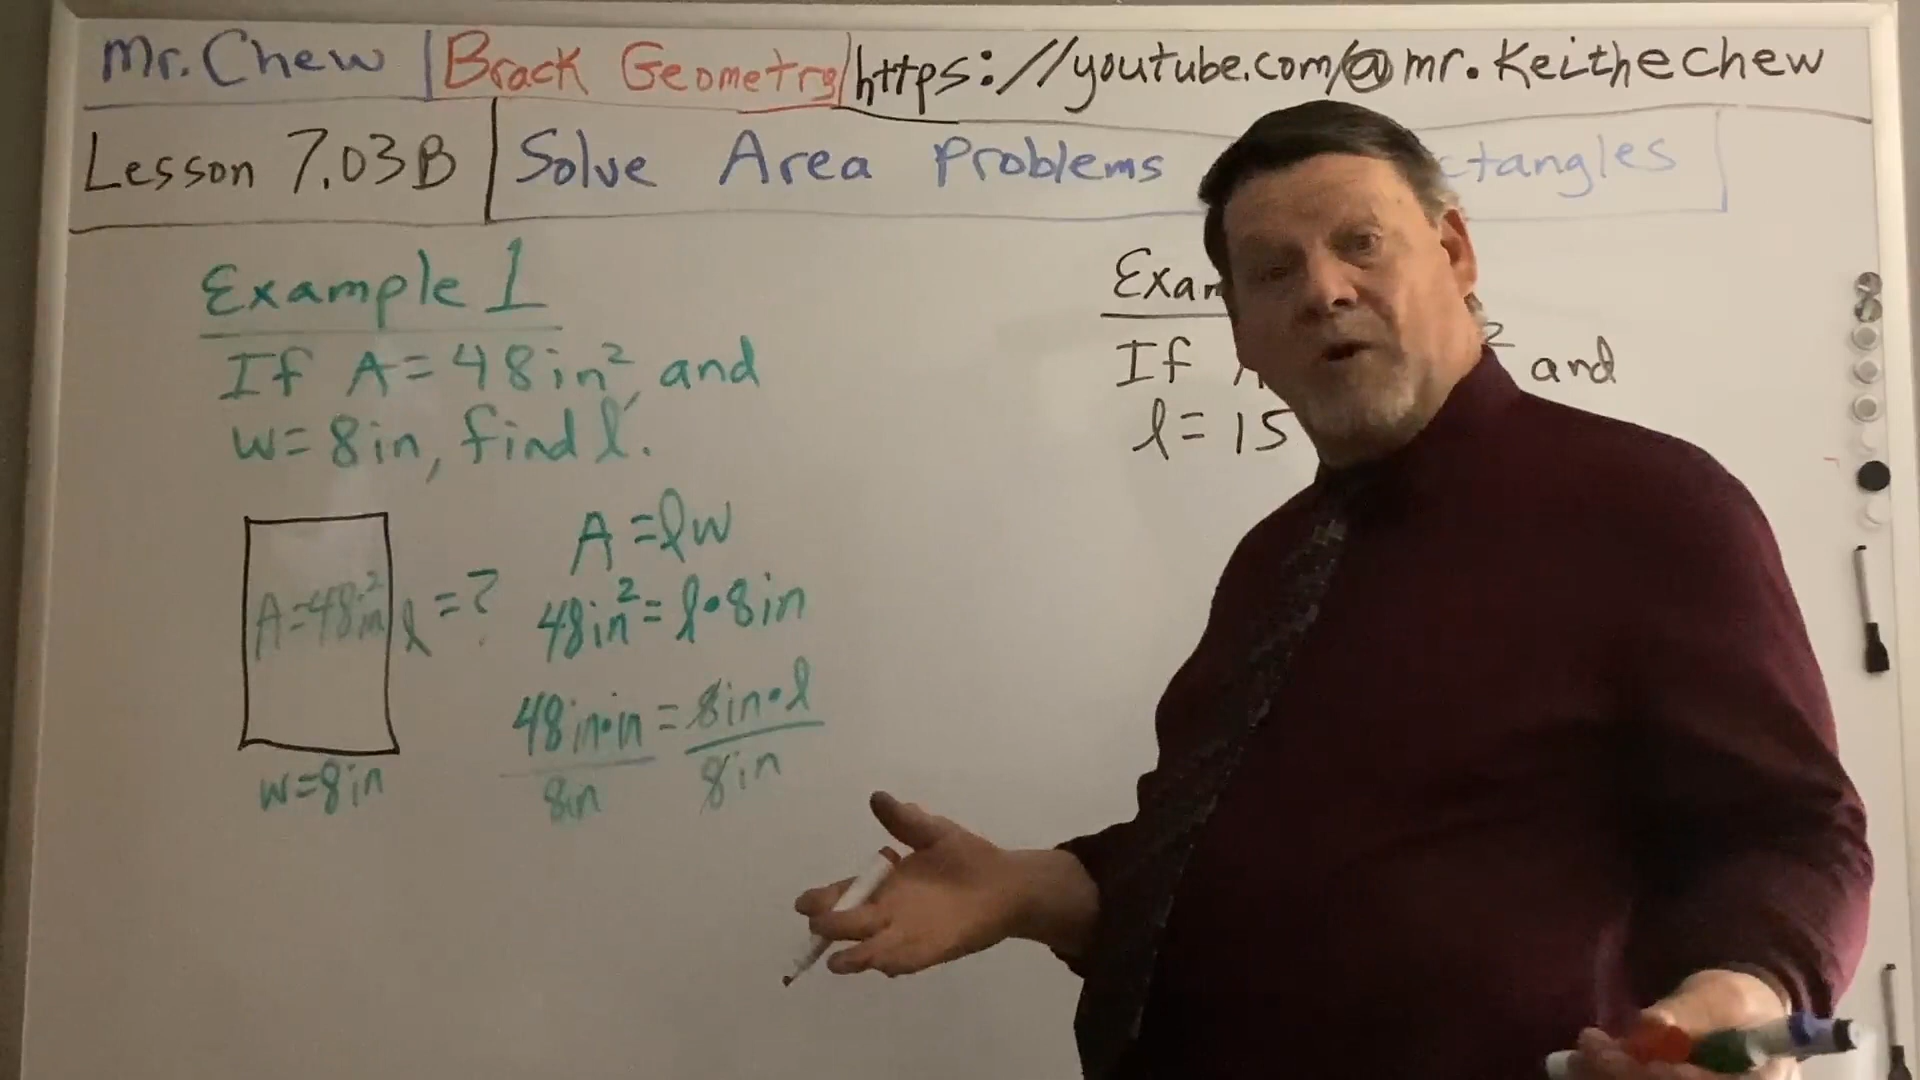 Mr. Chew | Brack Geometry | https://youtube.com/@mr.keithechew
Lesson 7.03B | Solve Area Problems
Example 1
If A=48in², and
w=8in, find l.
A=48in²
l=?
w=8in
A=lw
48in²=l•8in
48in•in=8in•l
8in 8in
If
and
l=15